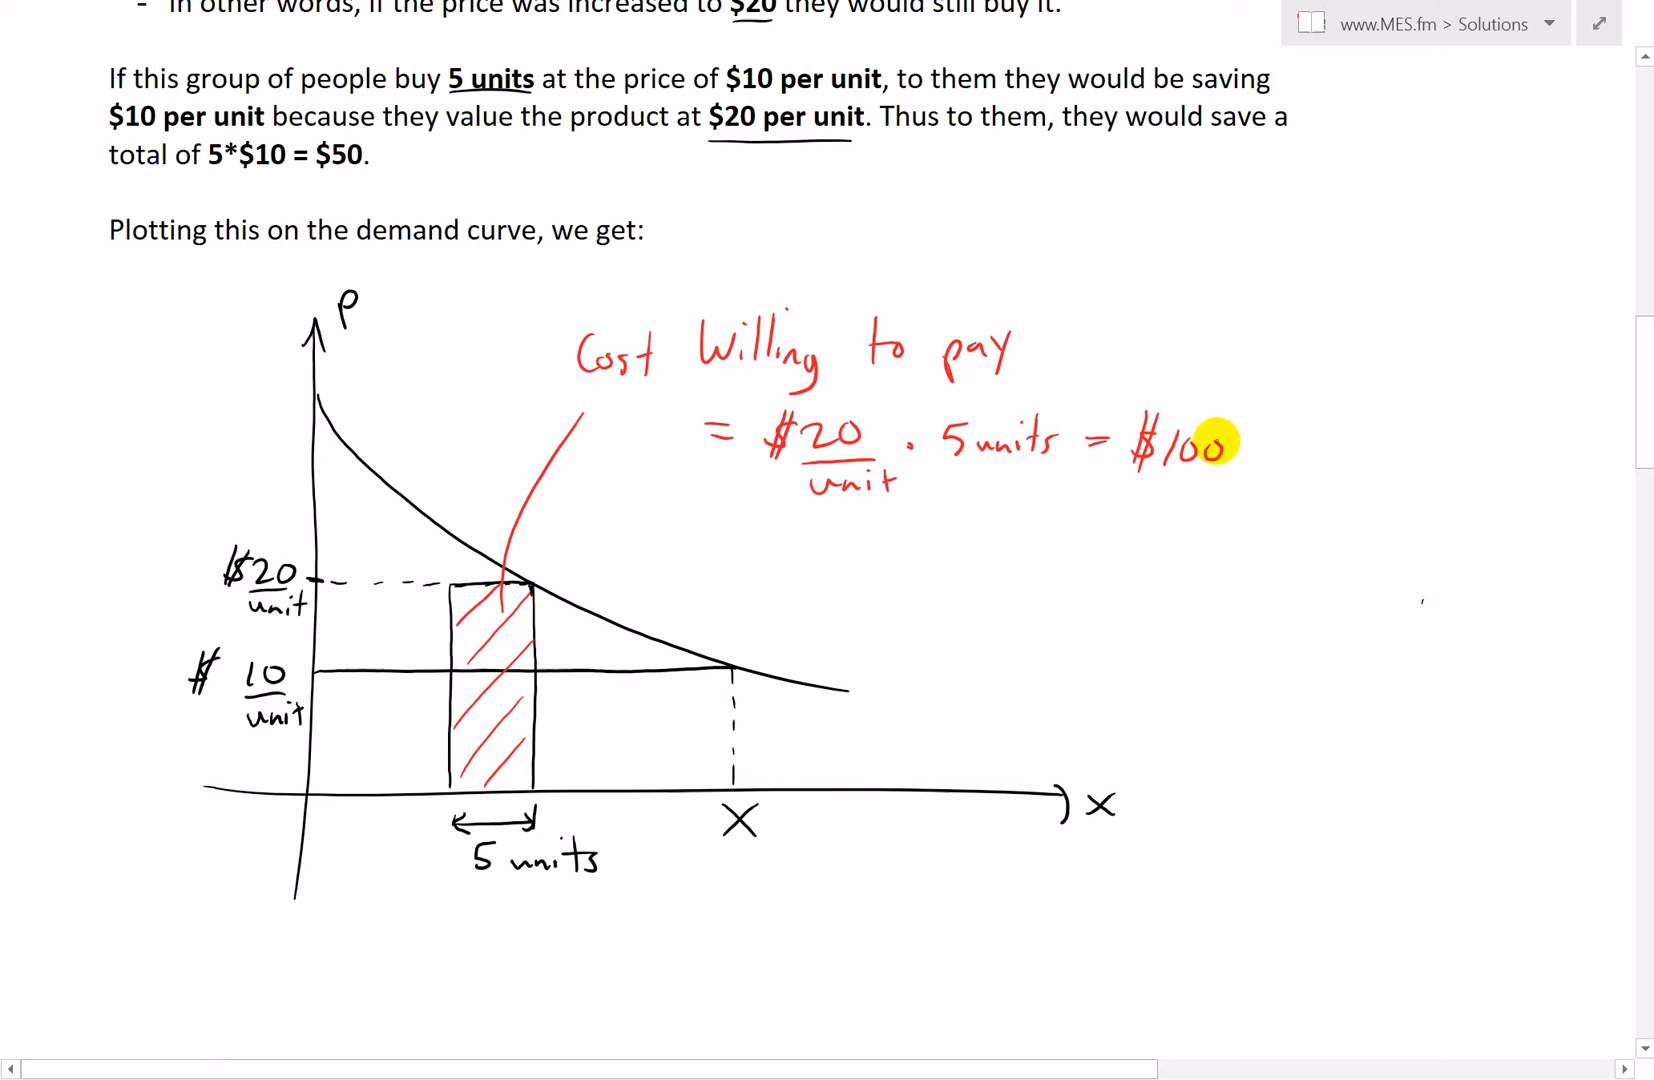 - In other words, if the price was increased to $20 they would still buy it.
www.MES.fm > Solutions
If this group of people buy 5 units at the price of $10 per unit, to them they would be saving
$10 per unit because they value the product at $20 per unit. Thus to them, they would save a
total of 5*$10 = $50.
Plotting this on the demand curve, we get:
P
Cost Willing to pay
= $20/unit · 5 units = $100
$20
unit
$ 10
unit
X
x
5 units